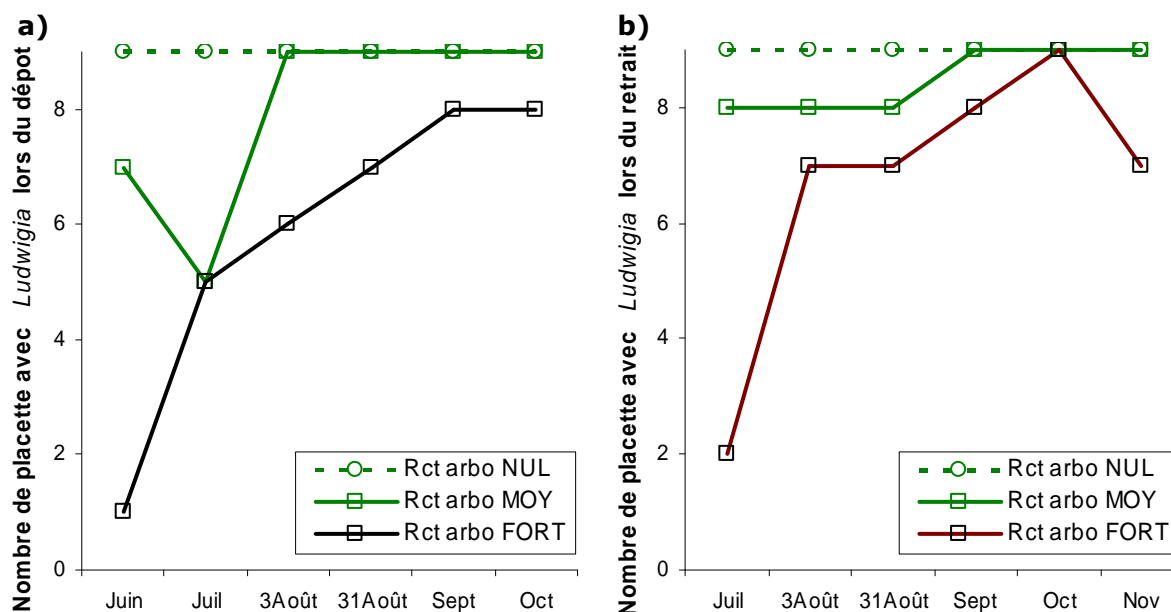 a)
Nombre de placette avec Ludwigia lors du dépot
8
6
4
2
0
Juin Juil 3Août 31Août Sept Oct
Rct arbo NUL
Rct arbo MOY
Rct arbo FORT
b)
Nombre de placette avec Ludwigia lors du retrait
8
6
4
2
0
Juil 3Août 31Août Sept Oct Nov
Rct arbo NUL
Rct arbo MOY
Rct arbo FORT